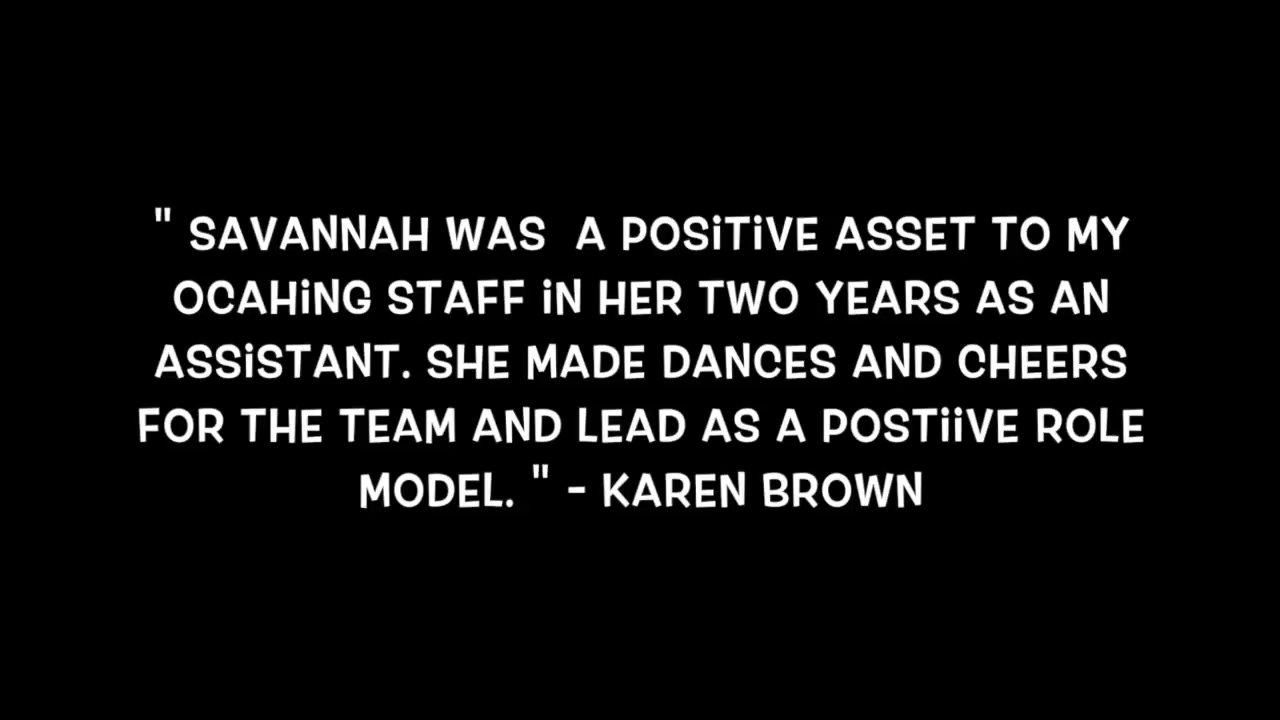 " SAVANNAH WAS  A POSiTiVE ASSET TO MY
OCAHiNG STAFF iN HER TWO YEARS AS AN
ASSiSTANT. SHE MADE DANCES AND CHEERS
FOR THE TEAM AND LEAD AS A POSTiiVE ROLE
MODEL. " - KAREN BROWN